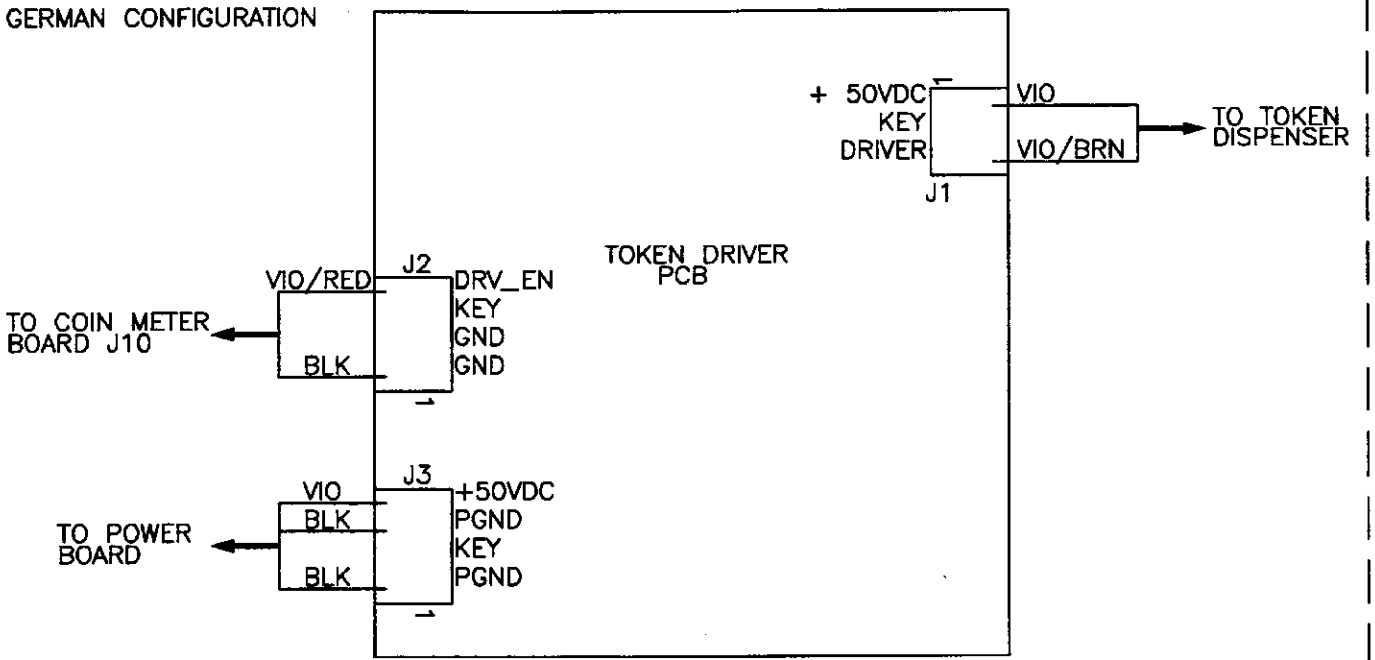 GERMAN CONFIGURATION
1
+ 50VDC
VIO
KEY
DRIVER
VIO/BRN
J1
TO TOKEN
DISPENSER
TOKEN DRIVER
PCB
J2
VIO/RED
DRV_EN
KEY
GND
BLK
GND
1
TO COIN METER
BOARD J10
J3
VIO
+50VDC
BLK
PGND
KEY
BLK
PGND
1
TO POWER
BOARD